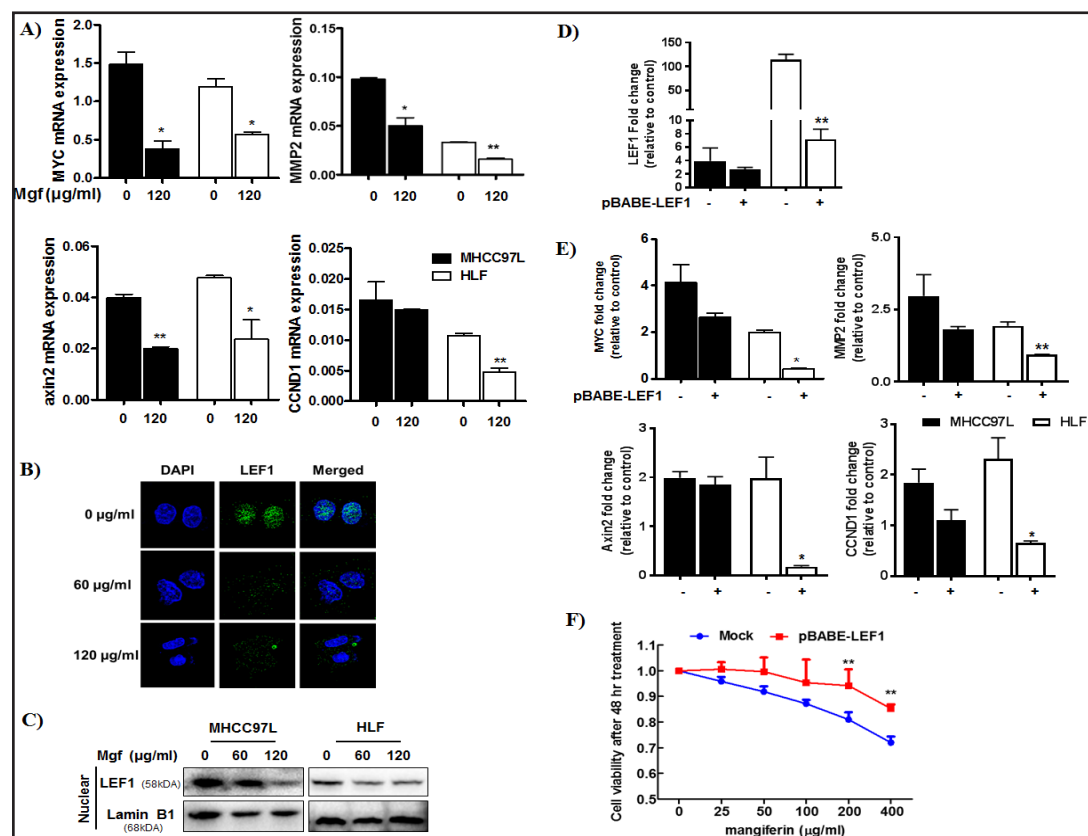 A)
MYC mRNA expression
2.0
1.5
1.0
0.5
0.0
* *
Mgf (µg/ml) 0 120 0 120
MMP2 mRNA expression
0.15
0.10
0.05
0.00
* **
0 120 0 120
axin2 mRNA expression
0.06
0.04
0.02
0.00
** *
0 120 0 120
CCND1 mRNA expression
0.025
0.020
0.015
0.010
0.005
0.000
MHCC97L
HLF
**
0 120 0 120
B)
DAPI LEF1 Merged
0 µg/ml
60 µg/ml
120 µg/ml
C)
MHCC97L HLF
Mgf (µg/ml) 0 60 120 0 60 120
Nuclear
LEF1 (58kDA)
Lamin B1
(68kDA)
D)
LEF1 Fold change
(relative to control)
150
100
50
10
8
6
4
2
0
**
pBABE-LEF1 - + - +
E)
MYC fold change
(relative to control)
6
4
2
0
*
pBABE-LEF1 - + - +
MMP2 fold change
(relative to control)
5.0
2.5
0.0
**
- + - +
Axin2 fold change
(relative to control)
3
2
1
0
*
- + - +
MHCC97L HLF
CCND1 fold change
(relative to control)
3
2
1
0
*
- + - +
F)
Mock pBABE-LEF1
Cell viability after 48 hr treatment
1.1
1.0
0.9
0.8
0.7
0.6
0.5
** **
0 25 50 100 200 400
mangiferin (µg/ml)